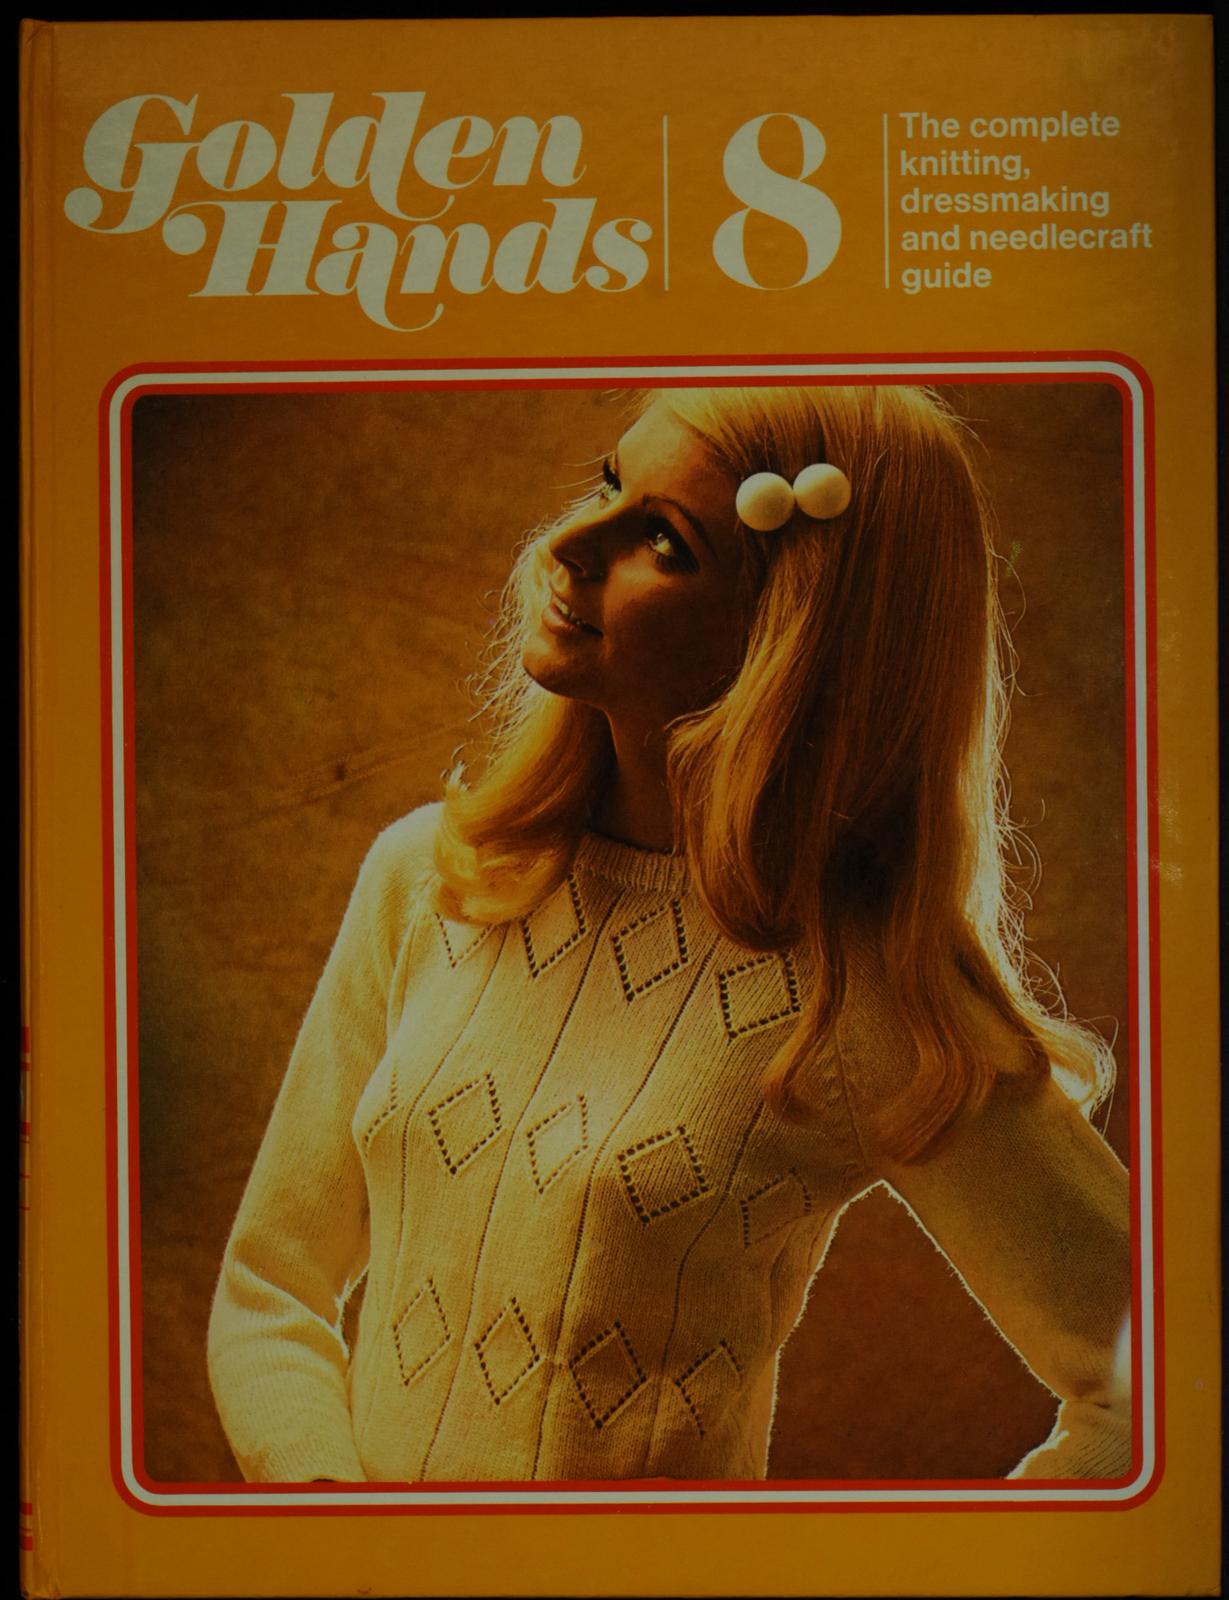 Golden
Hands
8
The complete
knitting,
dressmaking
and needlecraft
guide